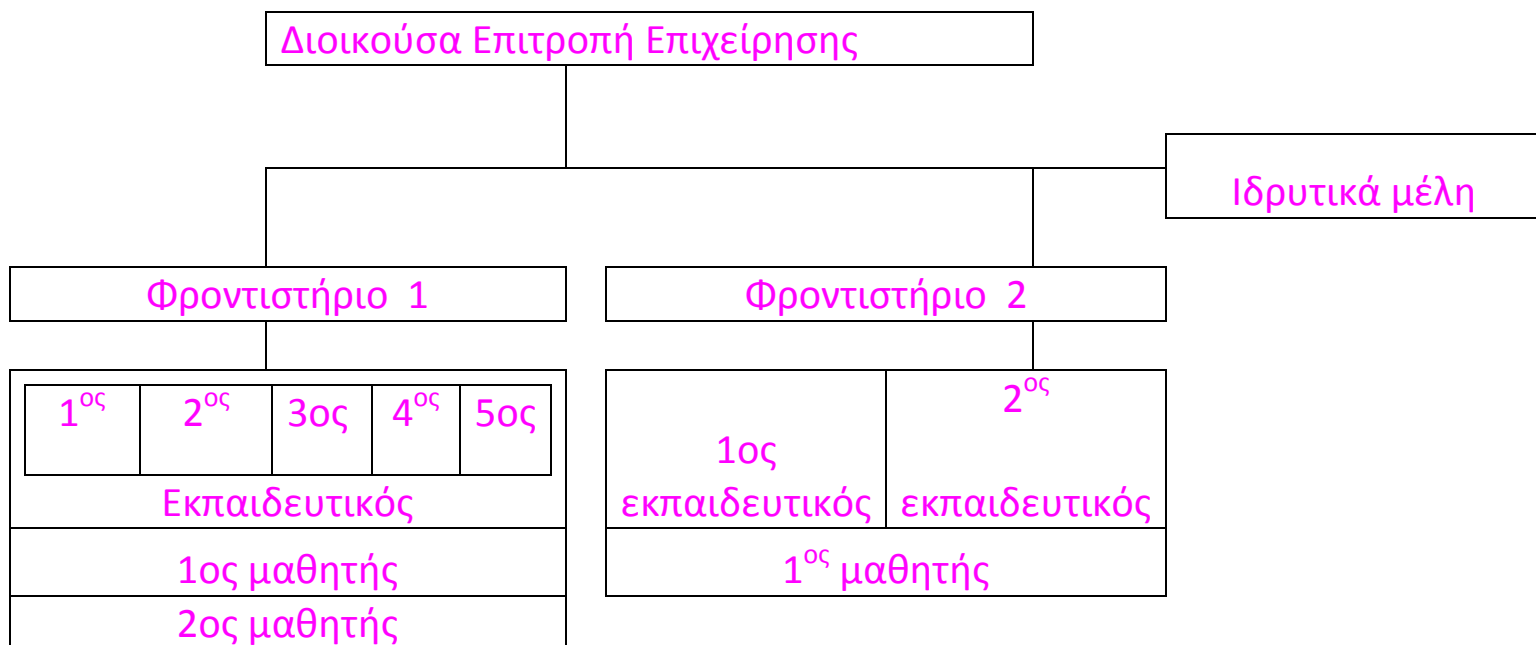 Διοικούσα Επιτροπή Επιχείρησης
Ιδρυτικά μέλη
Φροντιστήριο 1
Φροντιστήριο 2
1ος 2ος 3ος 4ος 5ος
Εκπαιδευτικός
1ος
εκπαιδευτικός
2ος
εκπαιδευτικός
1ος μαθητής
1ος μαθητής
2ος μαθητής